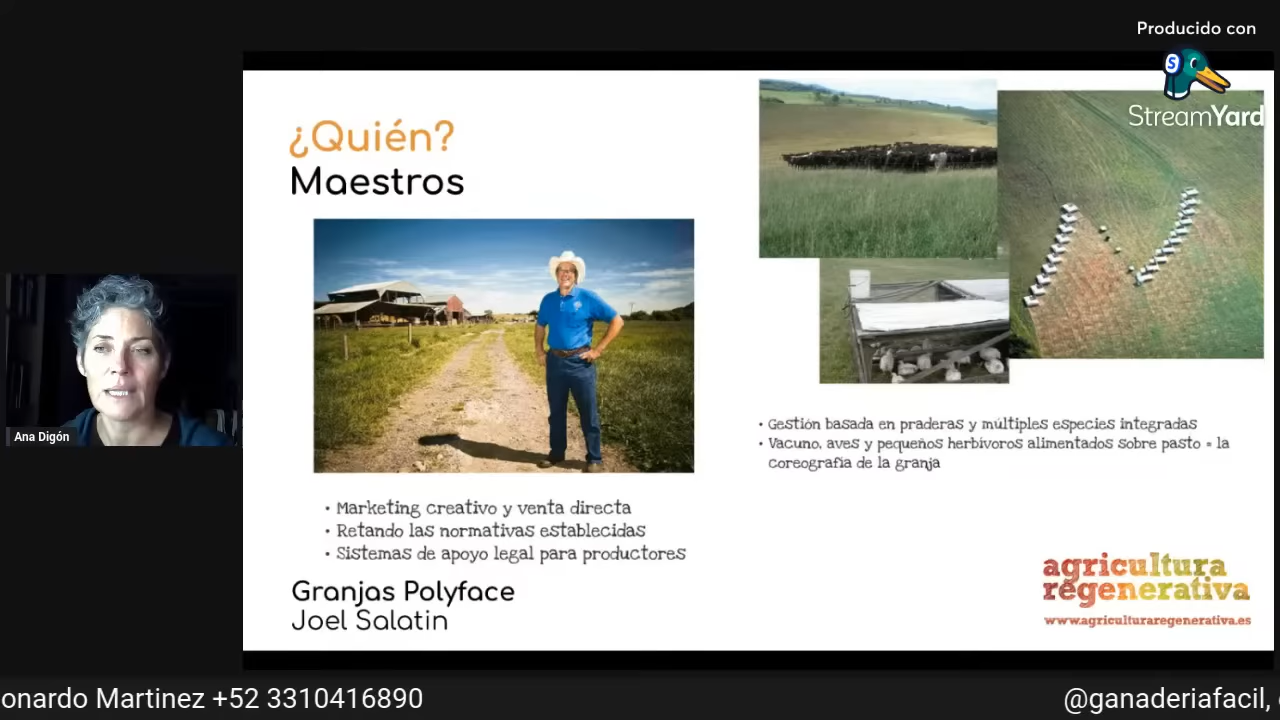 Producido con
StreamYard
¿Quién?
Maestros
• Marketing creativo y venta directa
• Retando las normativas establecidas
• Sistemas de apoyo legal para productores
Granjas Polyface
Joel Salatin
• Gestión basada en praderas y múltiples especies integradas
• Vacuno, aves y pequeños herbívoros alimentados sobre pasto = la
coreografía de la granja
agricultura
regenerativa
www.agriculturaregenerativa.es
Ana Digón
onardo Martinez +52 3310416890
@ganaderiafacil,